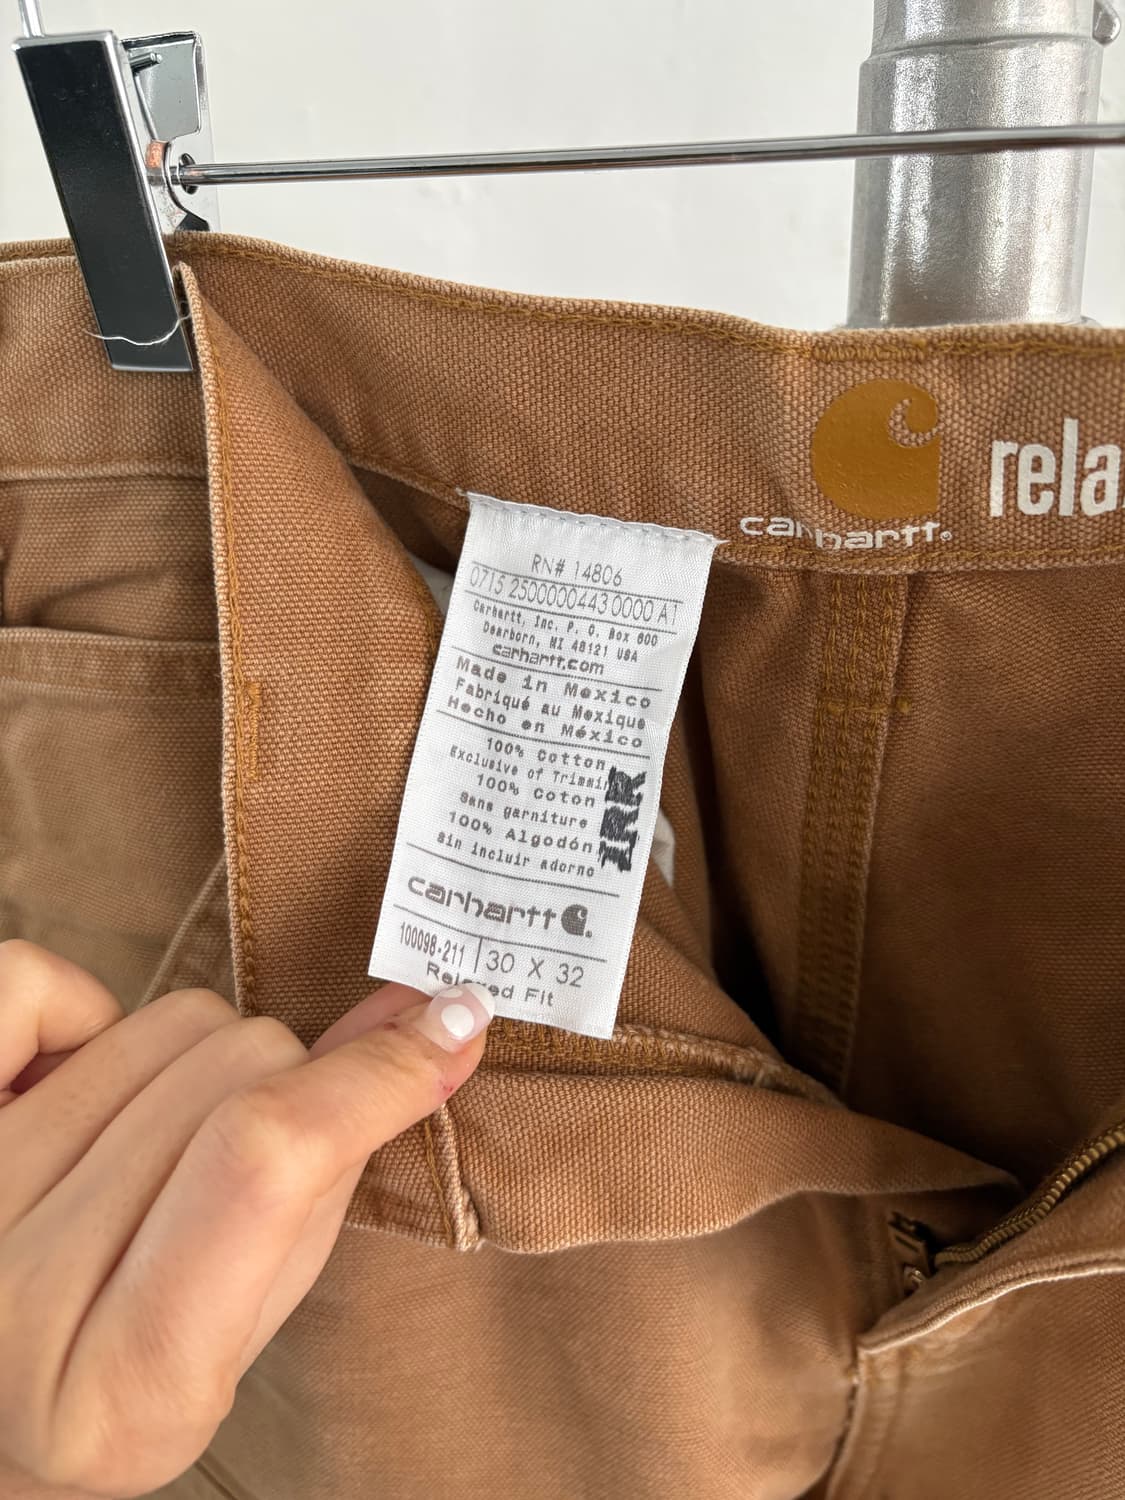 carhartt®
rela
RN# 14806
0715 2500000443 0000 A1
Carhartt, Inc. P. O. Box 600
Dearborn, MI 48121 USA
carhartt.com
Made in Mexico
Fabriqué au Mexique
Hecho en México
100% Cotton
Exclusive of Trimmi
100% Coton
Sans garniture
100% Algodón
sin incluir adorno
carhartt
100098-211 30 X 32
Relaxed Fit